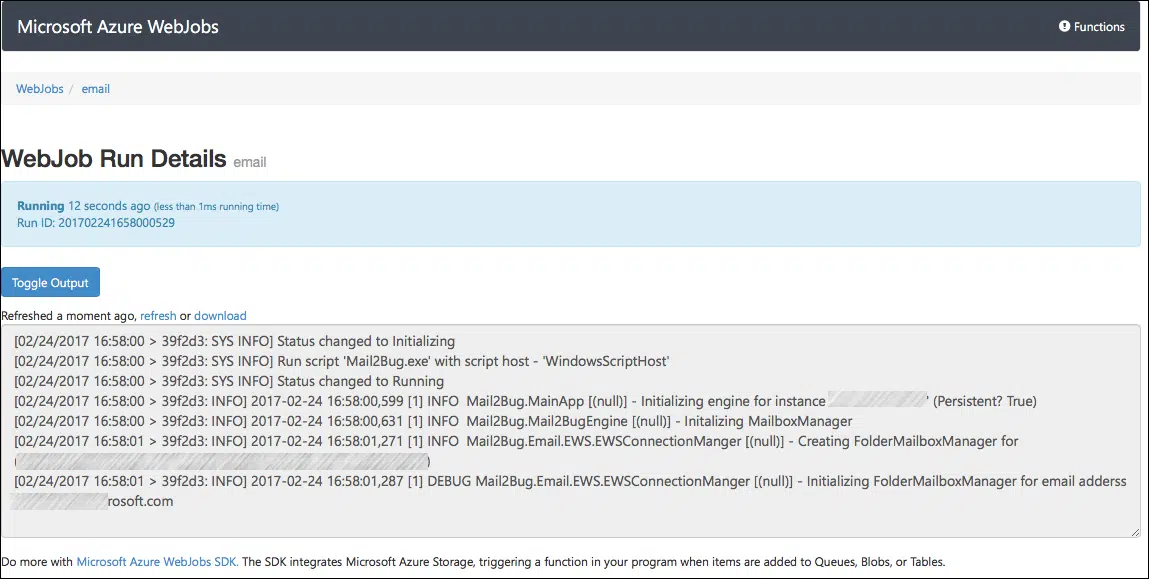 Microsoft Azure WebJobs
Functions
WebJobs / email
WebJob Run Details email
Running 12 seconds ago (less than 1ms running time)
Run ID: 201702241658000529
Toggle Output
Refreshed a moment ago, refresh or download
[02/24/2017 16:58:00 > 39f2d3: SYS INFO] Status changed to Initializing
[02/24/2017 16:58:00 > 39f2d3: SYS INFO] Run script 'Mail2Bug.exe' with script host - 'WindowsScriptHost'
[02/24/2017 16:58:00 > 39f2d3: SYS INFO] Status changed to Running
[02/24/2017 16:58:00 > 39f2d3: INFO] 2017-02-24 16:58:00,599 [1] INFO  Mail2Bug.MainApp [(null)] - Initializing engine for instance ' (Persistent? True)
[02/24/2017 16:58:00 > 39f2d3: INFO] 2017-02-24 16:58:00,631 [1] INFO  Mail2Bug.Mail2BugEngine [(null)] - Initalizing MailboxManager
[02/24/2017 16:58:01 > 39f2d3: INFO] 2017-02-24 16:58:01,271 [1] INFO  Mail2Bug.Email.EWS.EWSConnectionManger [(null)] - Creating FolderMailboxManager for
( )
[02/24/2017 16:58:01 > 39f2d3: INFO] 2017-02-24 16:58:01,287 [1] DEBUG Mail2Bug.Email.EWS.EWSConnectionManger [(null)] - Initializing FolderMailboxManager for email adderss
rosoft.com
Do more with Microsoft Azure WebJobs SDK. The SDK integrates Microsoft Azure Storage, triggering a function in your program when items are added to Queues, Blobs, or Tables.